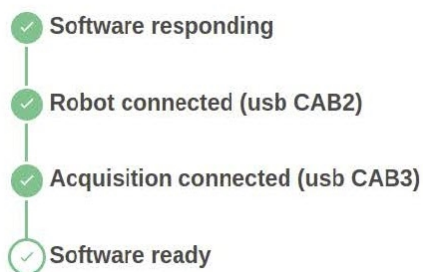 Software responding
Robot connected (usb CAB2)
Acquisition connected (usb CAB3)
Software ready